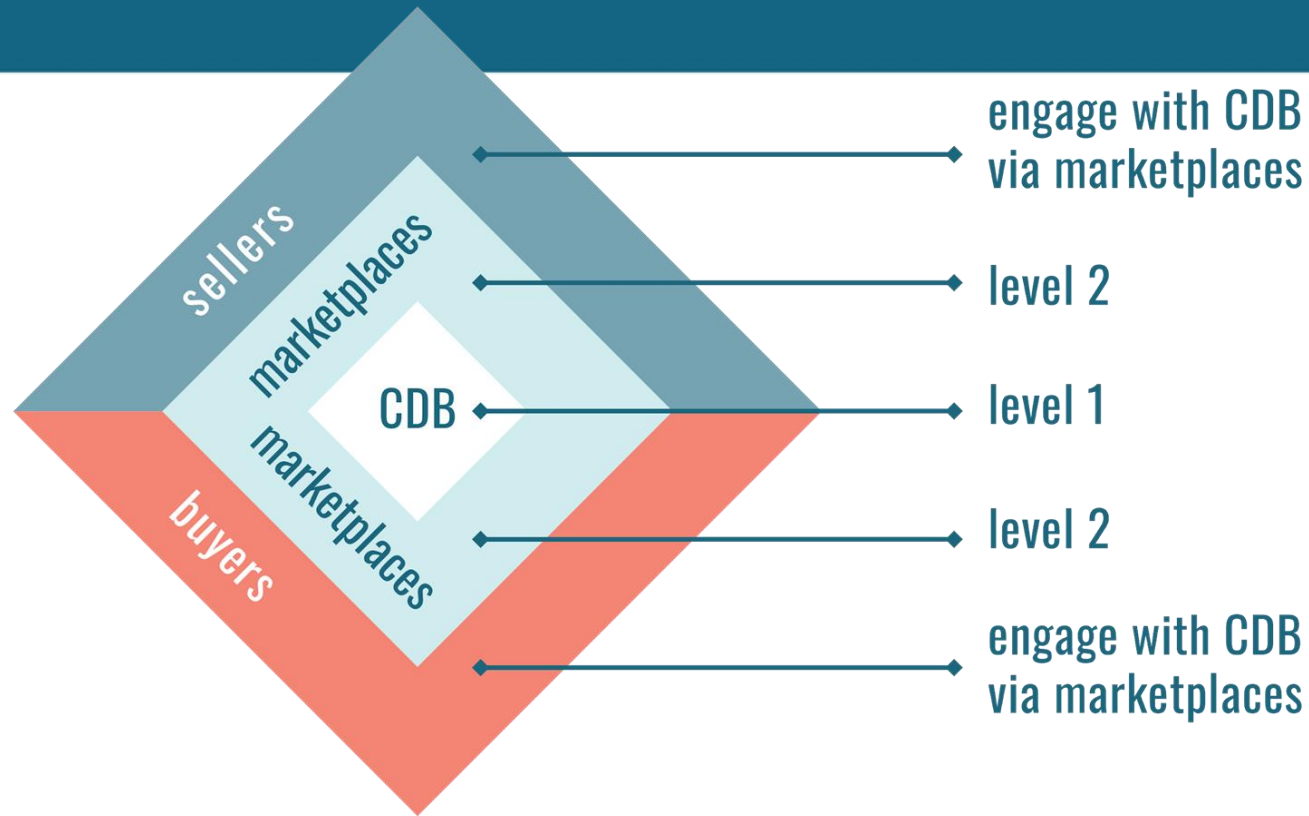 engage with CDB
via marketplaces
sellers
marketplaces
level 2
CDB
level 1
marketplaces
buyers
level 2
engage with CDB
via marketplaces